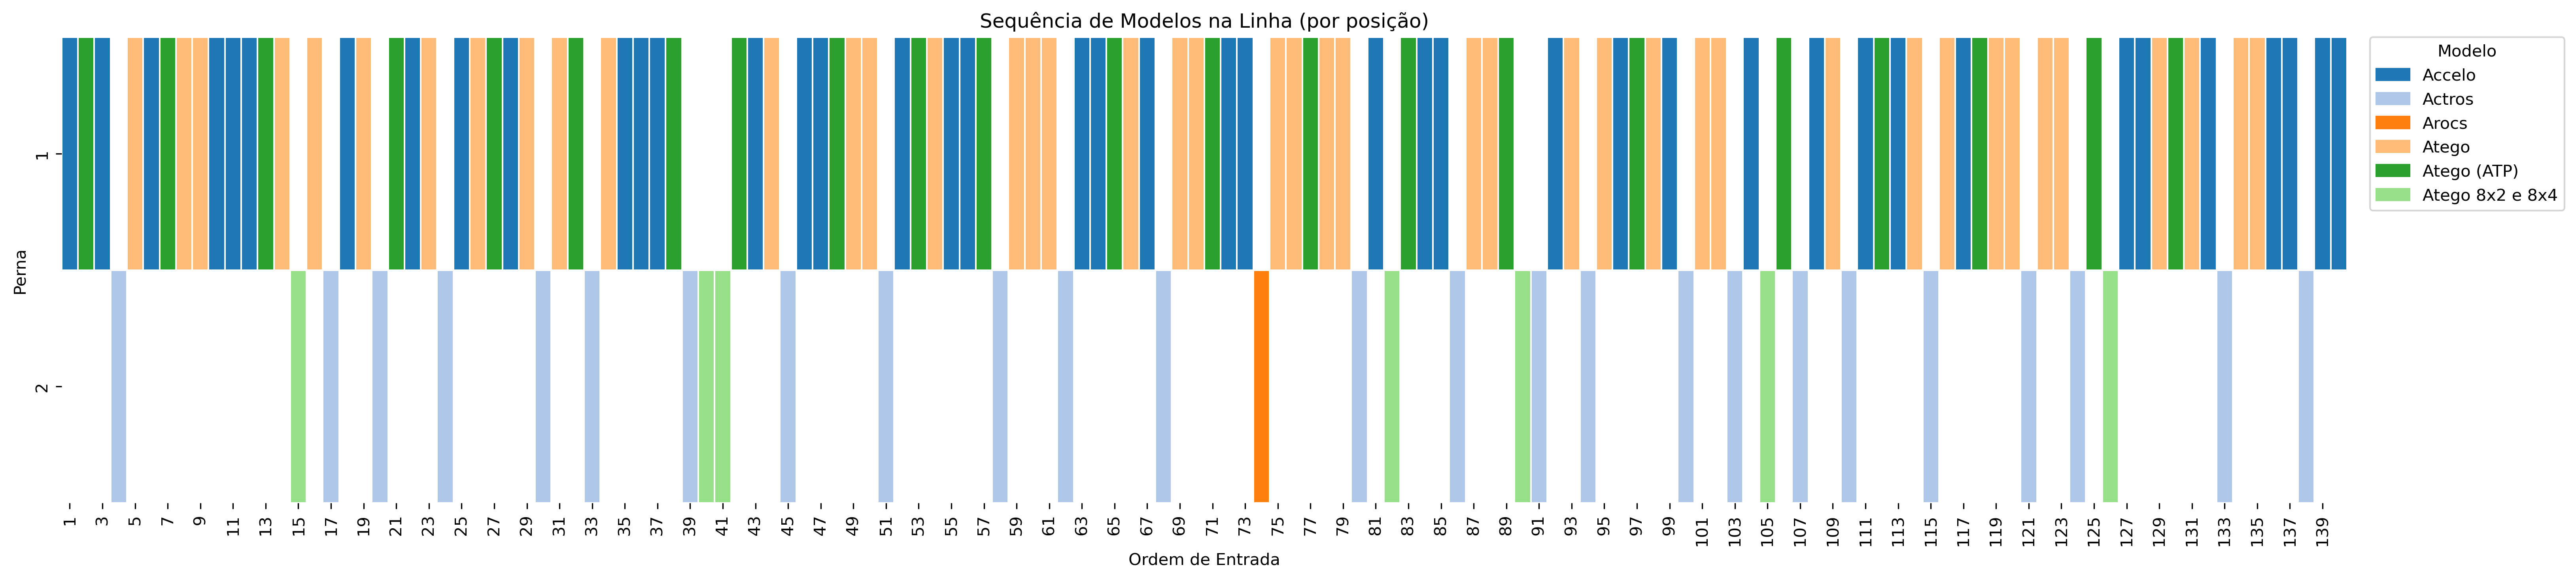 Sequência de Modelos na Linha (por posição)
Modelo
Accelo
Actros
Arocs
Atego
Atego (ATP)
Atego 8x2 e 8x4
Perna
1
2
1 3 5 7 9 11 13 15 17 19 21 23 25 27 29 31 33 35 37 39 41 43 45 47 49 51 53 55 57 59 61 63 65 67 69 71 73 75 77 79 81 83 85 87 89 91 93 95 97 99 101 103 105 107 109 111 113 115 117 119 121 123 125 127 129 131 133 135 137 139
Ordem de Entrada